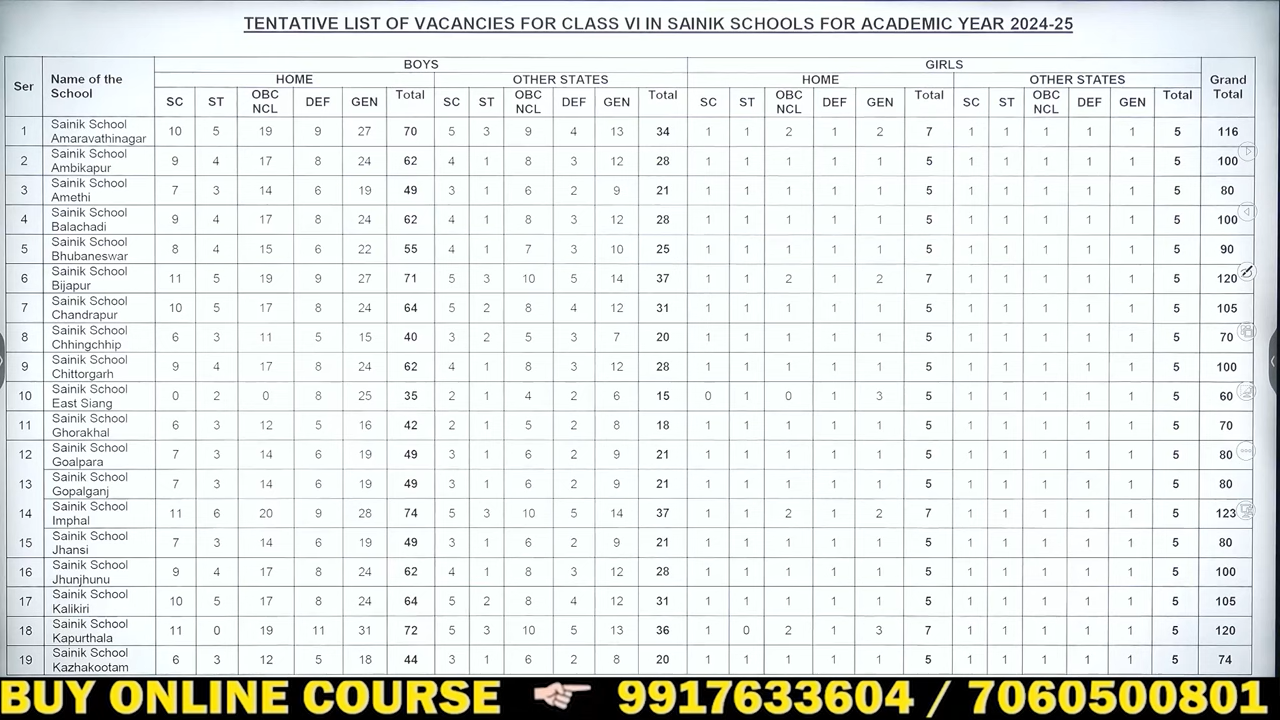 TENTATIVE LIST OF VACANCIES FOR CLASS VI IN SAINIK SCHOOLS FOR ACADEMIC YEAR 2024-25
Ser Name of the School BOYS GIRLS Grand Total
HOME OTHER STATES HOME OTHER STATES
SC ST OBC NCL DEF GEN Total SC ST OBC NCL DEF GEN Total SC ST OBC NCL DEF GEN Total SC ST OBC NCL DEF GEN Total
1 Sainik School Amaravathinagar 10 5 19 9 27 70 5 3 9 4 13 34 1 1 2 1 2 7 1 1 1 1 1 5 116
2 Sainik School Ambikapur 9 4 17 8 24 62 4 1 8 3 12 28 1 1 1 1 1 5 1 1 1 1 1 5 100
3 Sainik School Amethi 7 3 14 6 19 49 3 1 6 2 9 21 1 1 1 1 1 5 1 1 1 1 1 5 80
4 Sainik School Balachadi 9 4 17 8 24 62 4 1 8 3 12 28 1 1 1 1 1 5 1 1 1 1 1 5 100
5 Sainik School Bhubaneswar 8 4 15 6 22 55 4 1 7 3 10 25 1 1 1 1 1 5 1 1 1 1 1 5 90
6 Sainik School Bijapur 11 5 19 9 27 71 6 3 10 5 14 37 1 1 2 1 2 7 1 1 1 1 1 5 120
7 Sainik School Chandrapur 10 5 17 8 24 64 5 2 8 4 12 31 1 1 1 1 1 5 1 1 1 1 1 5 105
8 Sainik School Chhingchhip 6 3 11 5 15 40 3 2 5 3 7 20 1 1 1 1 1 5 1 1 1 1 1 5 70
9 Sainik School Chittorgarh 9 4 17 8 24 62 4 1 8 3 12 28 1 1 1 1 1 5 1 1 1 1 1 5 100
10 Sainik School East Siang 0 2 0 8 25 35 2 1 4 2 6 15 0 1 0 1 3 5 1 1 1 1 1 5 60
11 Sainik School Ghorakhal 6 3 12 5 16 42 2 1 5 2 8 18 1 1 1 1 1 5 1 1 1 1 1 5 70
12 Sainik School Goalpara 7 3 14 6 19 49 3 1 6 2 9 21 1 1 1 1 1 5 1 1 1 1 1 5 80
13 Sainik School Gopalganj 7 3 14 6 19 49 3 1 6 2 9 21 1 1 1 1 1 5 1 1 1 1 1 5 80
14 Sainik School Imphal 11 6 20 9 28 74 5 3 10 5 14 37 1 1 2 1 2 7 1 1 1 1 1 5 123
15 Sainik School Jhansi 7 3 14 6 19 49 3 1 6 2 9 21 1 1 1 1 1 5 1 1 1 1 1 5 80
16 Sainik School Jhunjhunu 9 4 17 8 24 62 4 1 8 3 12 28 1 1 1 1 1 5 1 1 1 1 1 5 100
17 Sainik School Kalikiri 10 5 17 8 24 64 5 2 8 4 12 31 1 1 1 1 1 5 1 1 1 1 1 5 105
18 Sainik School Kapurthala 11 0 19 11 31 72 5 3 10 5 13 36 1 0 2 1 3 7 1 1 1 1 1 5 120
19 Sainik School Kazhakootam 6 3 12 5 18 44 3 1 6 2 8 20 1 1 1 1 1 5 1 1 1 1 1 5 74
BUY ONLINE COURSE 9917633604 / 7060500801